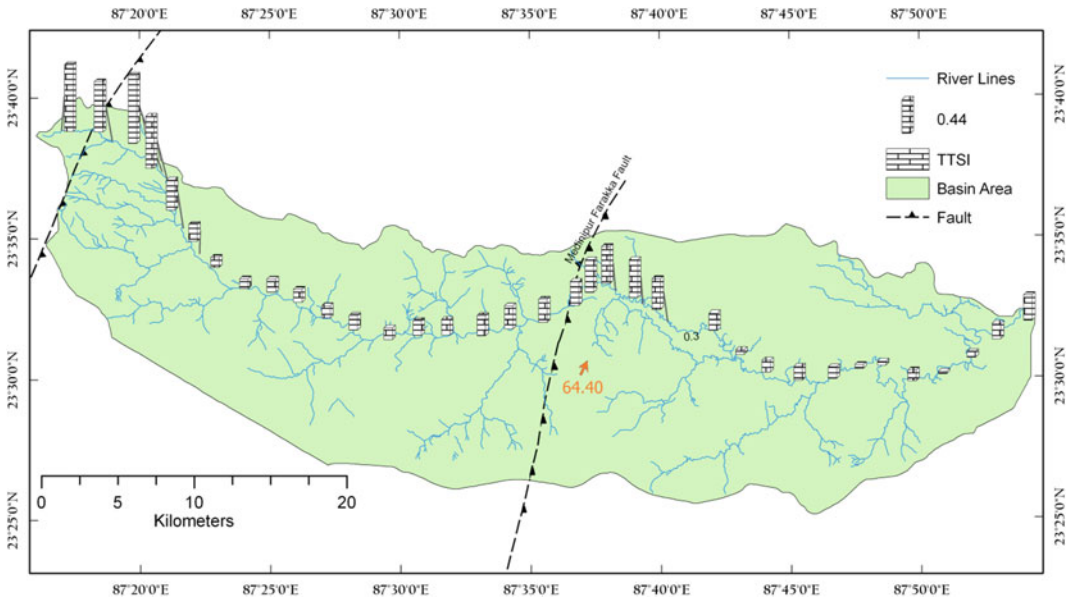 87°20'0"E 87°25'0"E 87°30'0"E 87°35'0"E 87°40'0"E 87°45'0"E 87°50'0"E
23°40'0"N
23°35'0"N
23°30'0"N
23°25'0"N
River Lines
0.44
TTSI
Basin Area
Fault
Medinipur Farakka Fault
0.3
64.40
0 5 10 20
Kilometers
23°40'0"N
23°35'0"N
23°30'0"N
23°25'0"N
87°20'0"E 87°25'0"E 87°30'0"E 87°35'0"E 87°40'0"E 87°45'0"E 87°50'0"E